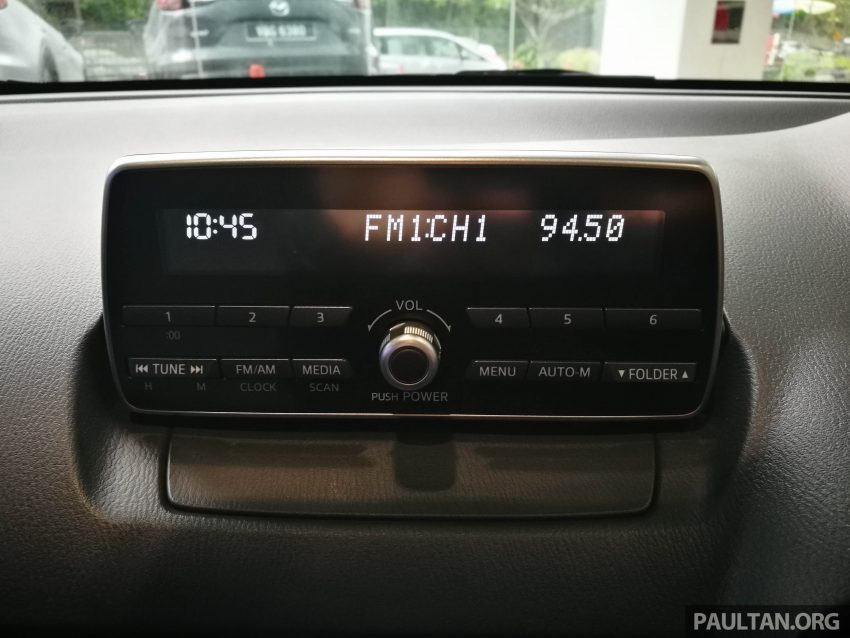 10:45 FM1:CH1 94.50
VOL
1 2 3 4 5 6
:00
TUNE FM/AM MEDIA MENU AUTO-M FOLDER
H M CLOCK SCAN
PUSH POWER
PAULTAN.ORG